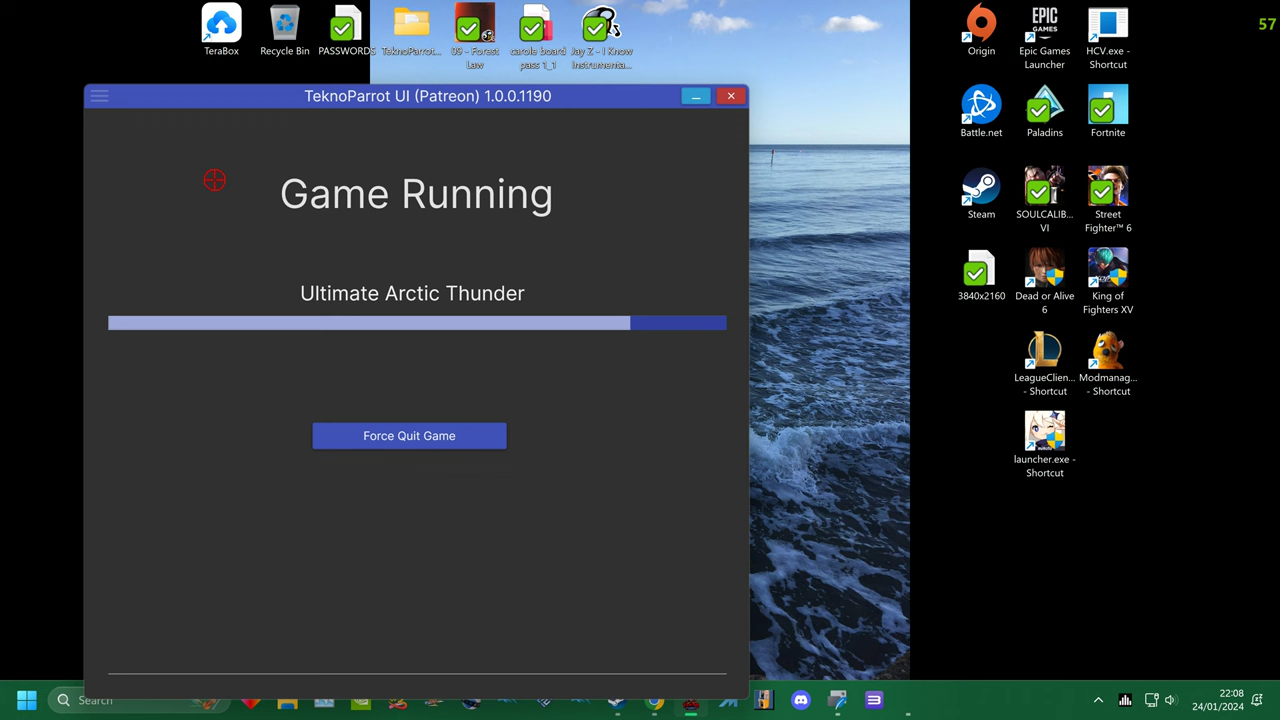 TeraBox
Recycle Bin
PASSWORDS
TeknoParrot...
09 - Forest
Law
carole board
pass 1_1
Jay Z - I Know
Instrumenta...
Origin
EPIC
GAMES
Epic Games
Launcher
HCV.exe -
Shortcut
57
TeknoParrot UI (Patreon) 1.0.0.1190
Game Running
Ultimate Arctic Thunder
Force Quit Game
Battle.net
Paladins
Fortnite
Steam
SOULCALIB...
VI
Street
Fighter™ 6
3840x2160
Dead or Alive
6
King of
Fighters XV
LeagueClien...
- Shortcut
Modmanag...
- Shortcut
launcher.exe -
Shortcut
Search
22:08
24/01/2024